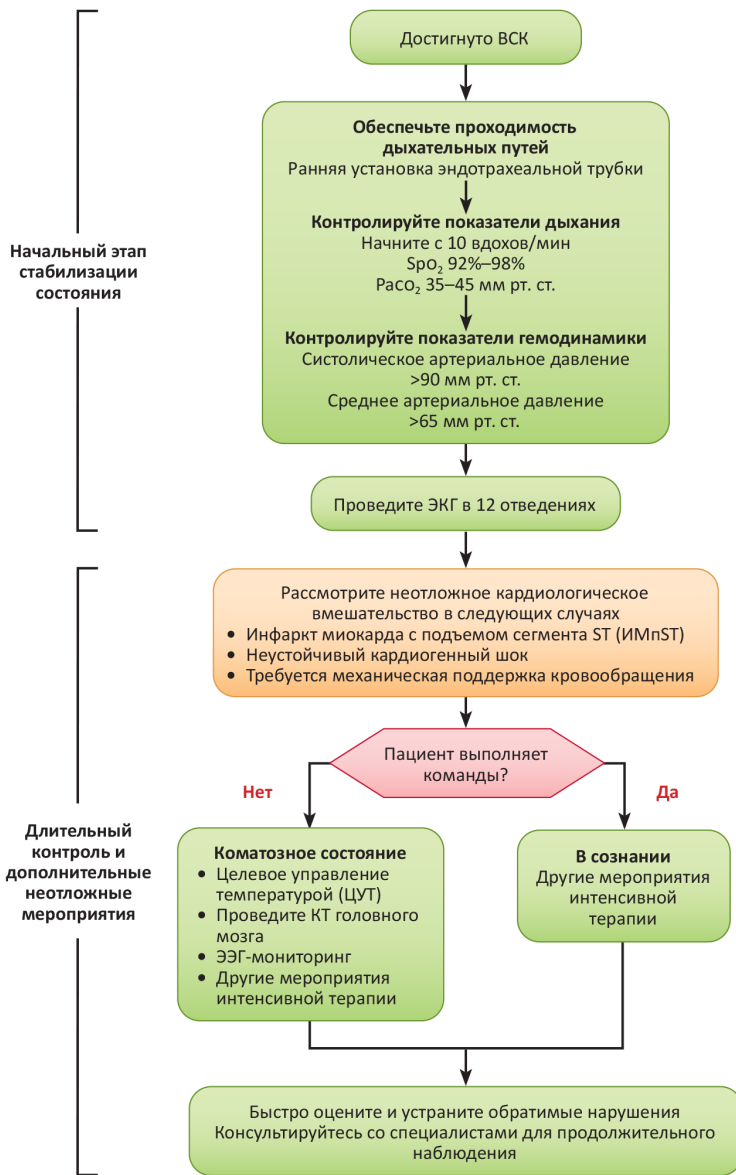 Достигнуто ВСК
Обеспечьте проходимость
дыхательных путей
Ранняя установка эндотрахеальной трубки
Контролируйте показатели дыхания
Начните с 10 вдохов/мин
Spo₂ 92%–98%
Paco₂ 35–45 мм рт. ст.
Контролируйте показатели гемодинамики
Систолическое артериальное давление
>90 мм рт. ст.
Среднее артериальное давление
>65 мм рт. ст.
Начальный этап
стабилизации
состояния
Проведите ЭКГ в 12 отведениях
Рассмотрите неотложное кардиологическое
вмешательство в следующих случаях
• Инфаркт миокарда с подъемом сегмента ST (ИМпST)
• Неустойчивый кардиогенный шок
• Требуется механическая поддержка кровообращения
Пациент выполняет
команды?
Нет
Да
Длительный
контроль и
дополнительные
неотложные
мероприятия
Коматозное состояние
• Целевое управление
температурой (ЦУТ)
• Проведите КТ головного
мозга
• ЭЭГ-мониторинг
• Другие мероприятия
интенсивной терапии
В сознании
Другие мероприятия
интенсивной
терапии
Быстро оцените и устраните обратимые нарушения
Консультируйтесь со специалистами для продолжительного
наблюдения